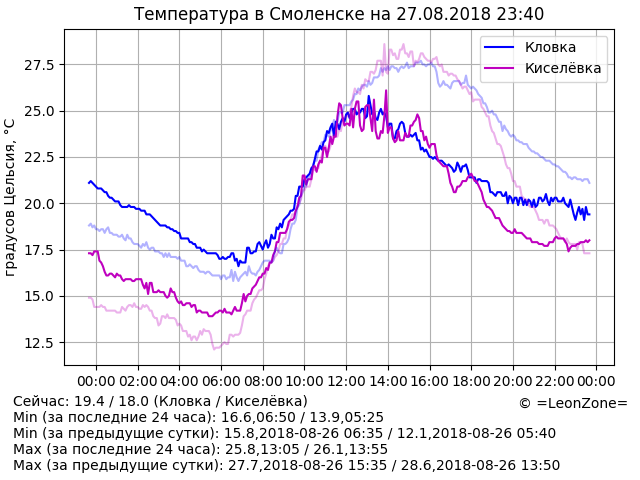 Температура в Смоленске на 27.08.2018 23:40
Кловка
Киселёвка
градусов Цельсия, °C
27.5
25.0
22.5
20.0
17.5
15.0
12.5
00:00 02:00 04:00 06:00 08:00 10:00 12:00 14:00 16:00 18:00 20:00 22:00 00:00
Сейчас: 19.4 / 18.0 (Кловка / Киселёвка)
© =LeonZone=
Min (за последние 24 часа): 16.6,06:50 / 13.9,05:25
Min (за предыдущие сутки): 15.8,2018-08-26 06:35 / 12.1,2018-08-26 05:40
Max (за последние 24 часа): 25.8,13:05 / 26.1,13:55
Max (за предыдущие сутки): 27.7,2018-08-26 15:35 / 28.6,2018-08-26 13:50